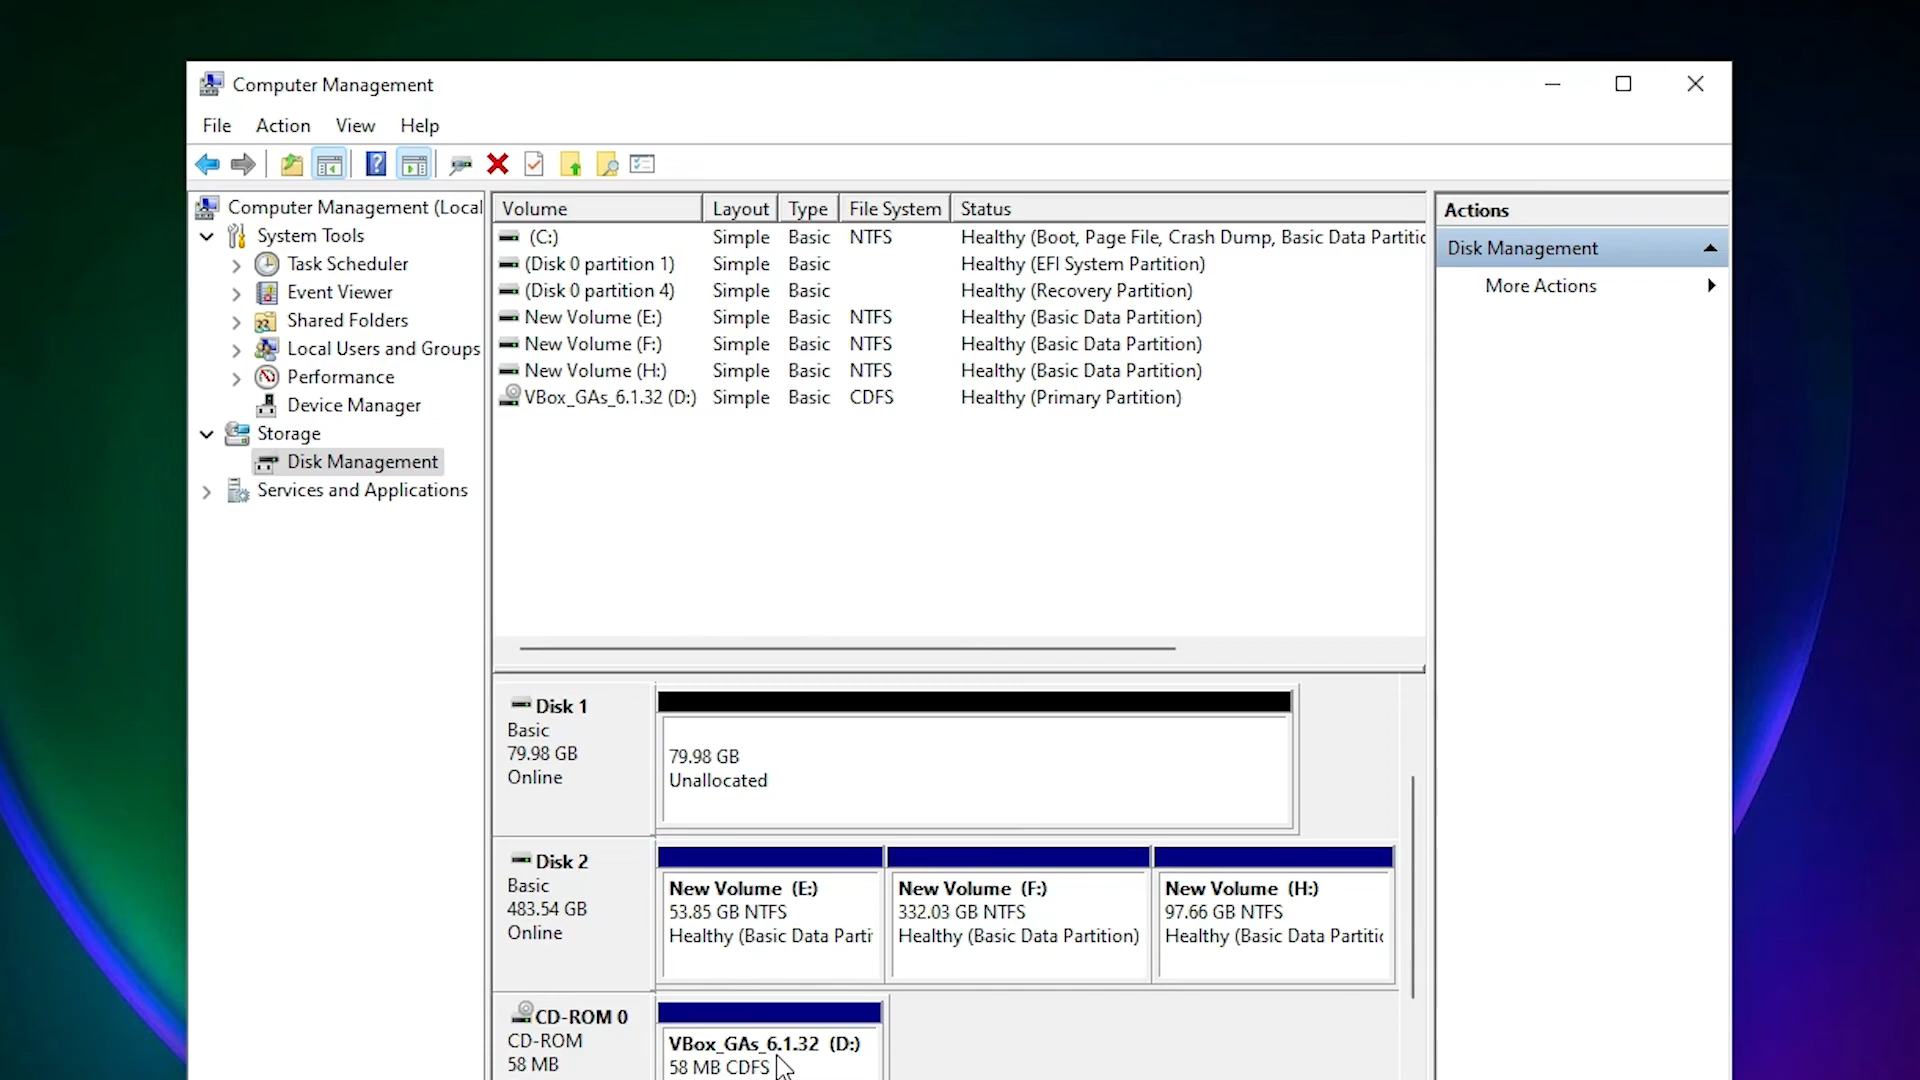 Computer Management
File Action View Help
Computer Management (Local
System Tools
Task Scheduler
Event Viewer
Shared Folders
Local Users and Groups
Performance
Device Manager
Storage
Disk Management
Services and Applications
Volume Layout Type File System Status
(C:) Simple Basic NTFS Healthy (Boot, Page File, Crash Dump, Basic Data Partitic
(Disk 0 partition 1) Simple Basic Healthy (EFI System Partition)
(Disk 0 partition 4) Simple Basic Healthy (Recovery Partition)
New Volume (E:) Simple Basic NTFS Healthy (Basic Data Partition)
New Volume (F:) Simple Basic NTFS Healthy (Basic Data Partition)
New Volume (H:) Simple Basic NTFS Healthy (Basic Data Partition)
VBox_GAs_6.1.32 (D:) Simple Basic CDFS Healthy (Primary Partition)
Actions
Disk Management
More Actions
Disk 1
Basic
79.98 GB
Online
79.98 GB
Unallocated
Disk 2
Basic
483.54 GB
Online
New Volume (E:)
53.85 GB NTFS
Healthy (Basic Data Parti
New Volume (F:)
332.03 GB NTFS
Healthy (Basic Data Partition)
New Volume (H:)
97.66 GB NTFS
Healthy (Basic Data Partitic
CD-ROM 0
CD-ROM
58 MB
VBox_GAs_6.1.32 (D:)
58 MB CDFS